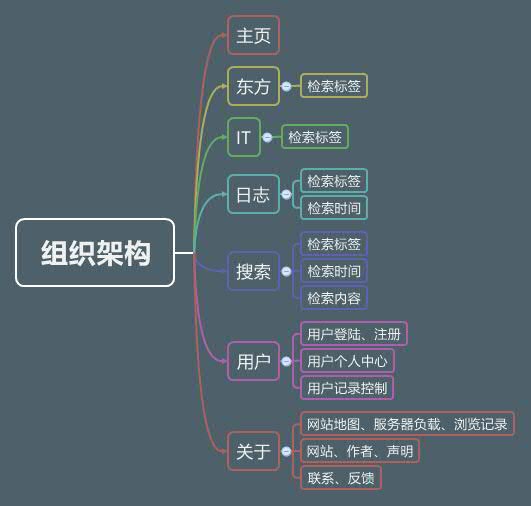 组织架构
主页
东方
检索标签
IT
检索标签
日志
检索标签
检索时间
搜索
检索标签
检索时间
检索内容
用户
用户登陆、注册
用户个人中心
用户记录控制
关于
网站地图、服务器负载、浏览记录
网站、作者、声明
联系、反馈